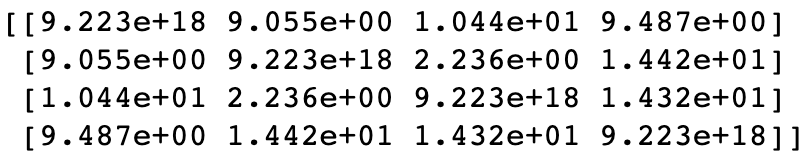 [[9.223e+18 9.055e+00 1.044e+01 9.487e+00]
[9.055e+00 9.223e+18 2.236e+00 1.442e+01]
[1.044e+01 2.236e+00 9.223e+18 1.432e+01]
[9.487e+00 1.442e+01 1.432e+01 9.223e+18]]